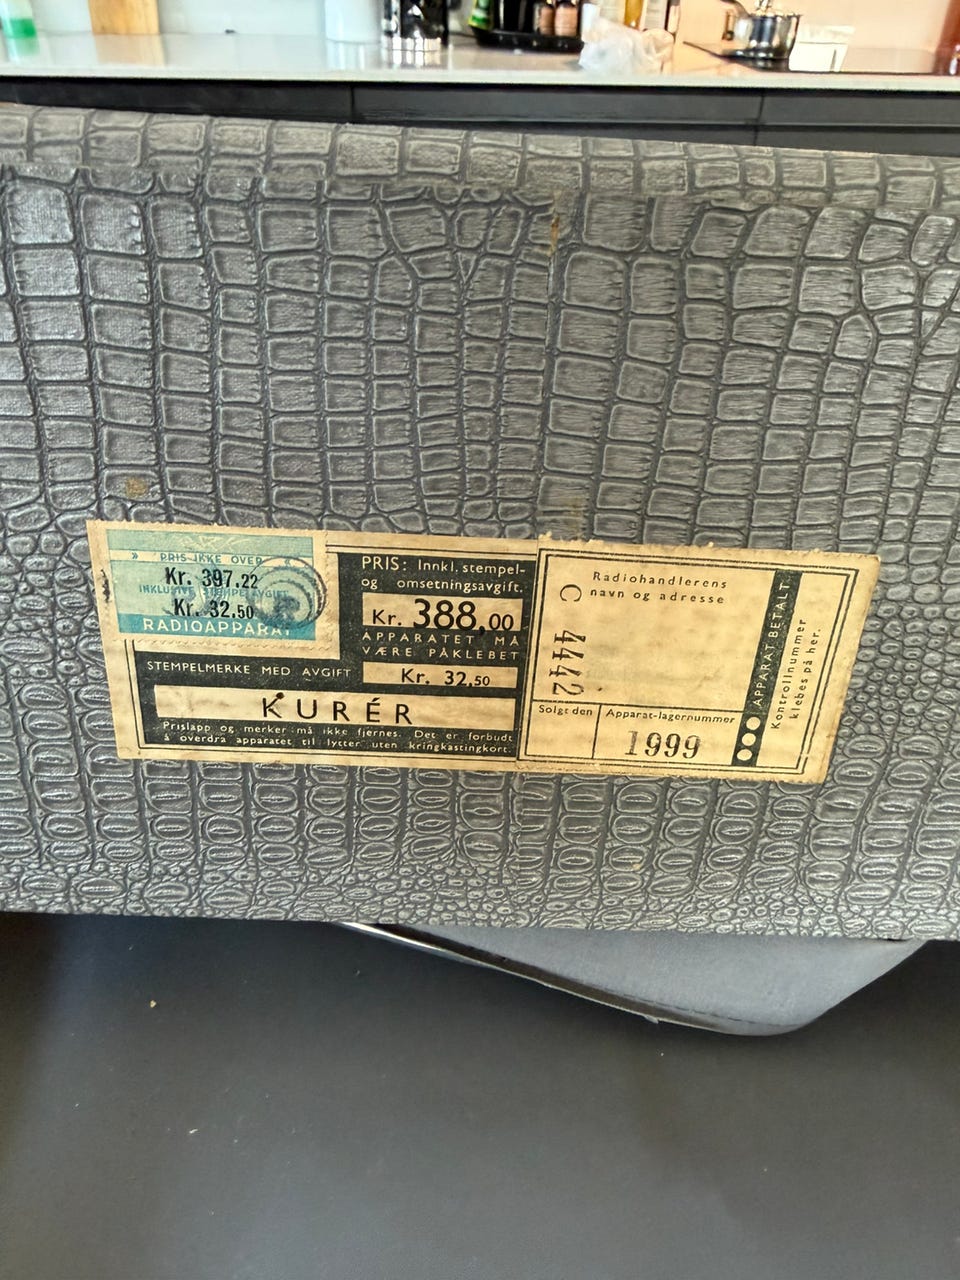 » PRIS IKKE OVER
Kr. 397.22
INKLUSIVE STEMPELAVGIFT
Kr. 32.50
RADIOAPPARAT
PRIS: Innkl. stempel-
og omsetningsavgift.
Kr. 388,00
APPARATET MÅ
VÆRE PÅKLEBET
STEMPELMERKE MED AVGIFT
Kr. 32,50
KURÉR
Prislapp og merker må ikke fjernes. Det er forbudt
å overdra apparatet til lytter uten kringkastingkort
Radiohandlerens
navn og adresse
C 4442
Solgt den
Apparat-lagernummer
1999
APPARAT BETALT
Kontrollnummer
klebes på her.